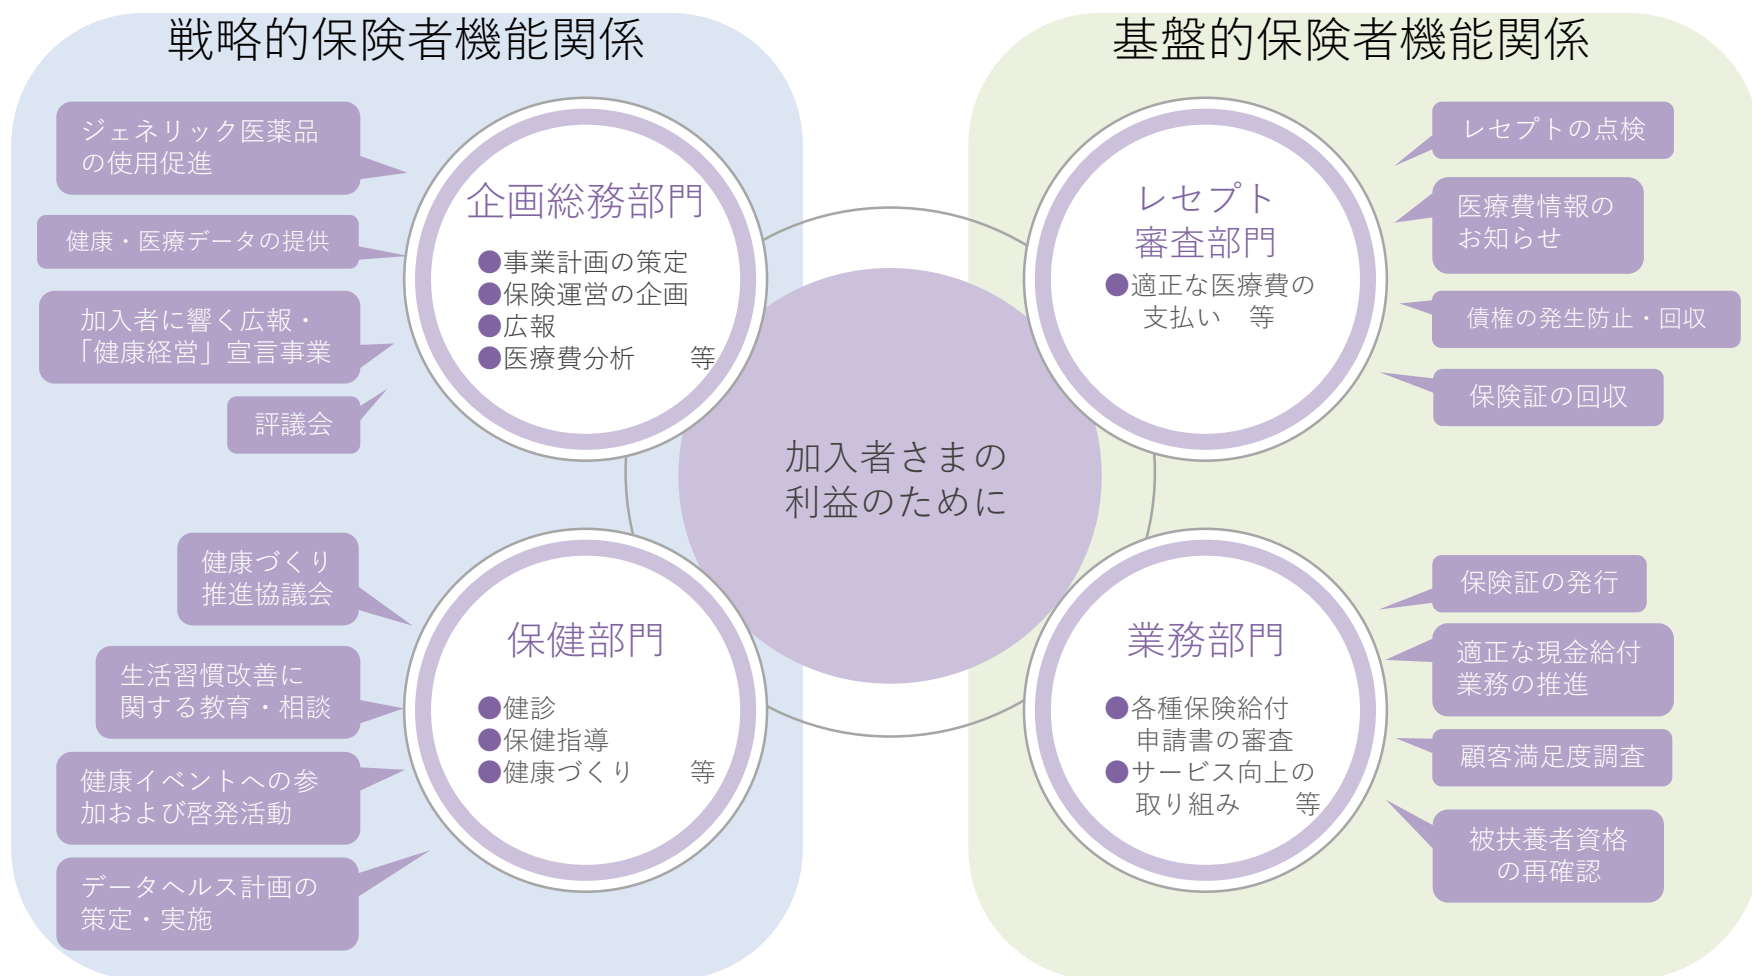 戦略的保険者機能関係
ジェネリック医薬品
の使用促進
健康・医療データの提供
加入者に響く広報・
「健康経営」宣言事業
評議会
企画総務部門
●事業計画の策定
●保険運営の企画
●広報
●医療費分析　　等
健康づくり
推進協議会
生活習慣改善に
関する教育・相談
健康イベントへの参
加および啓発活動
データヘルス計画の
策定・実施
保健部門
●健診
●保健指導
●健康づくり　　等
加入者さまの
利益のために
基盤的保険者機能関係
レセプト
審査部門
●適正な医療費の
支払い　等
レセプトの点検
医療費情報の
お知らせ
債権の発生防止・回収
保険証の回収
業務部門
●各種保険給付
申請書の審査
●サービス向上の
取り組み　　等
保険証の発行
適正な現金給付
業務の推進
顧客満足度調査
被扶養者資格
の再確認